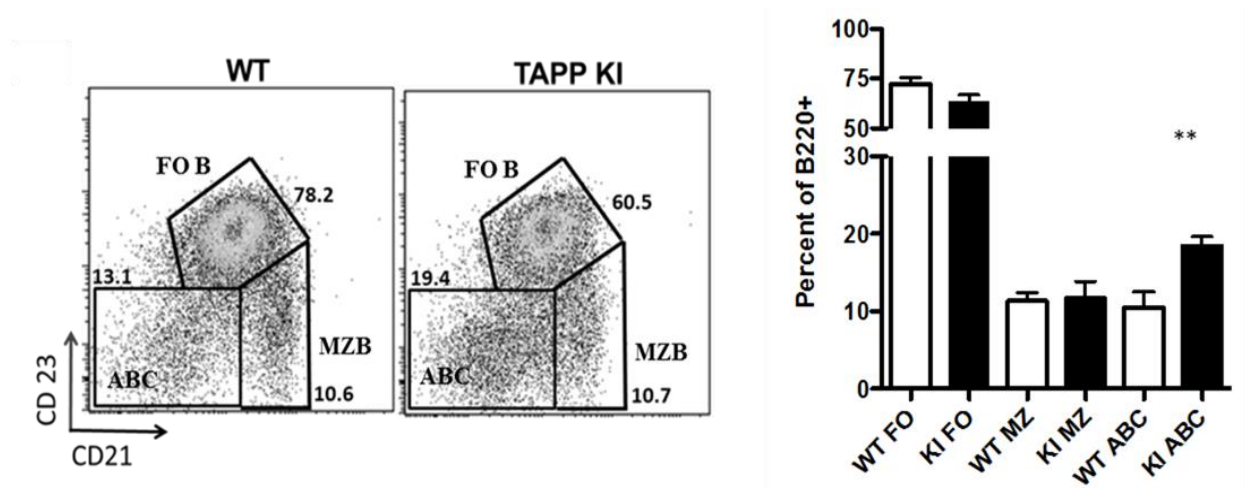 WT
FO B
78.2
13.1
ABC
MZB
10.6
CD 23
CD21
TAPP KI
FO B
60.5
19.4
ABC
MZB
10.7
Percent of B220+
100
75
50
30
20
10
0
**
WT FO
KI FO
WT MZ
KI MZ
WT ABC
KI ABC